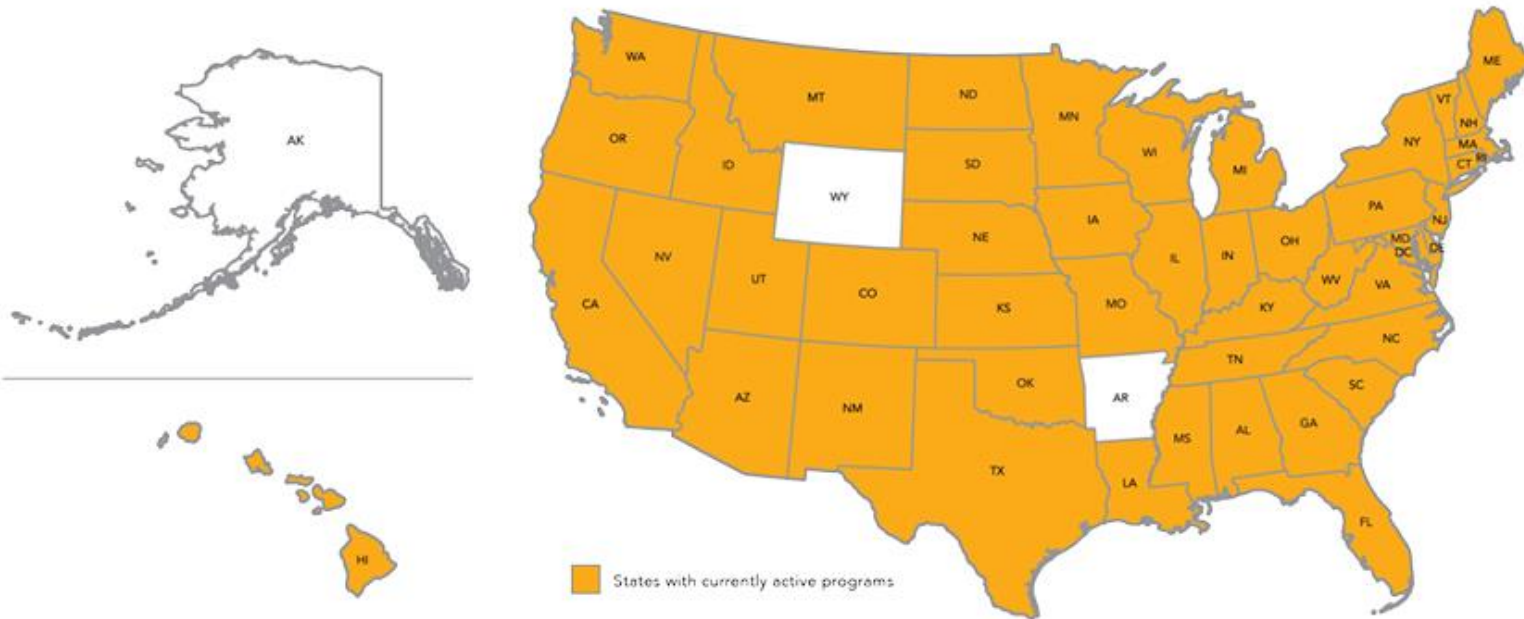 WA
MT
ND
MN
ME
VT
NH
OR
ID
SD
WI
MI
NY
MA
CT
RI
AK
WY
IA
PA
NJ
NE
NV
UT
CO
IL
IN
OH
MD
DE
DC
CA
KS
MO
WV
VA
KY
NC
TN
AZ
NM
OK
AR
SC
MS
AL
GA
TX
LA
FL
HI
States with currently active programs